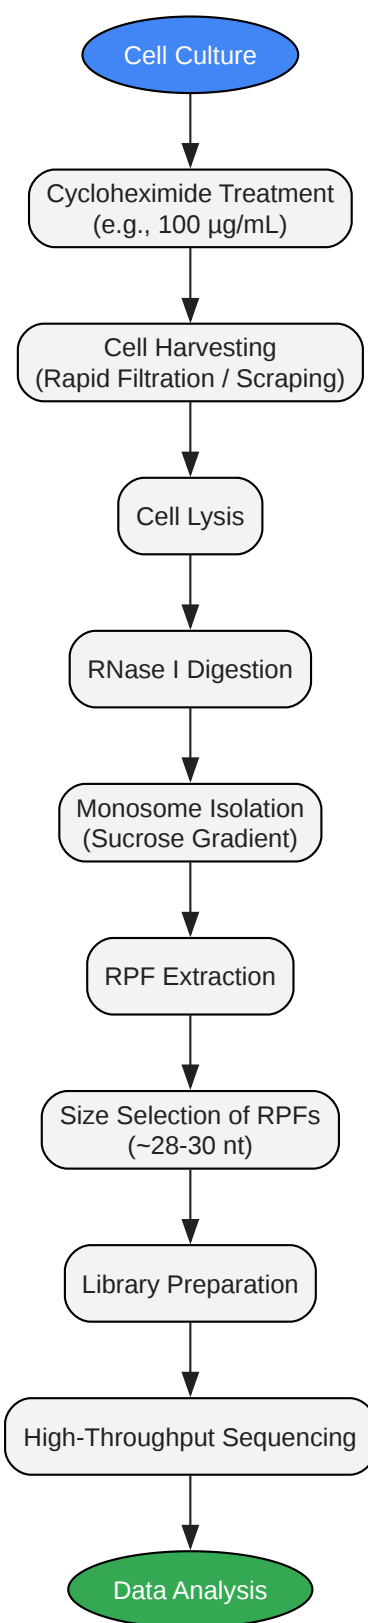 Cell Culture
Cycloheximide Treatment
(e.g., 100 µg/mL)
Cell Harvesting
(Rapid Filtration / Scraping)
Cell Lysis
RNase I Digestion
Monosome Isolation
(Sucrose Gradient)
RPF Extraction
Size Selection of RPFs
(~28-30 nt)
Library Preparation
High-Throughput Sequencing
Data Analysis